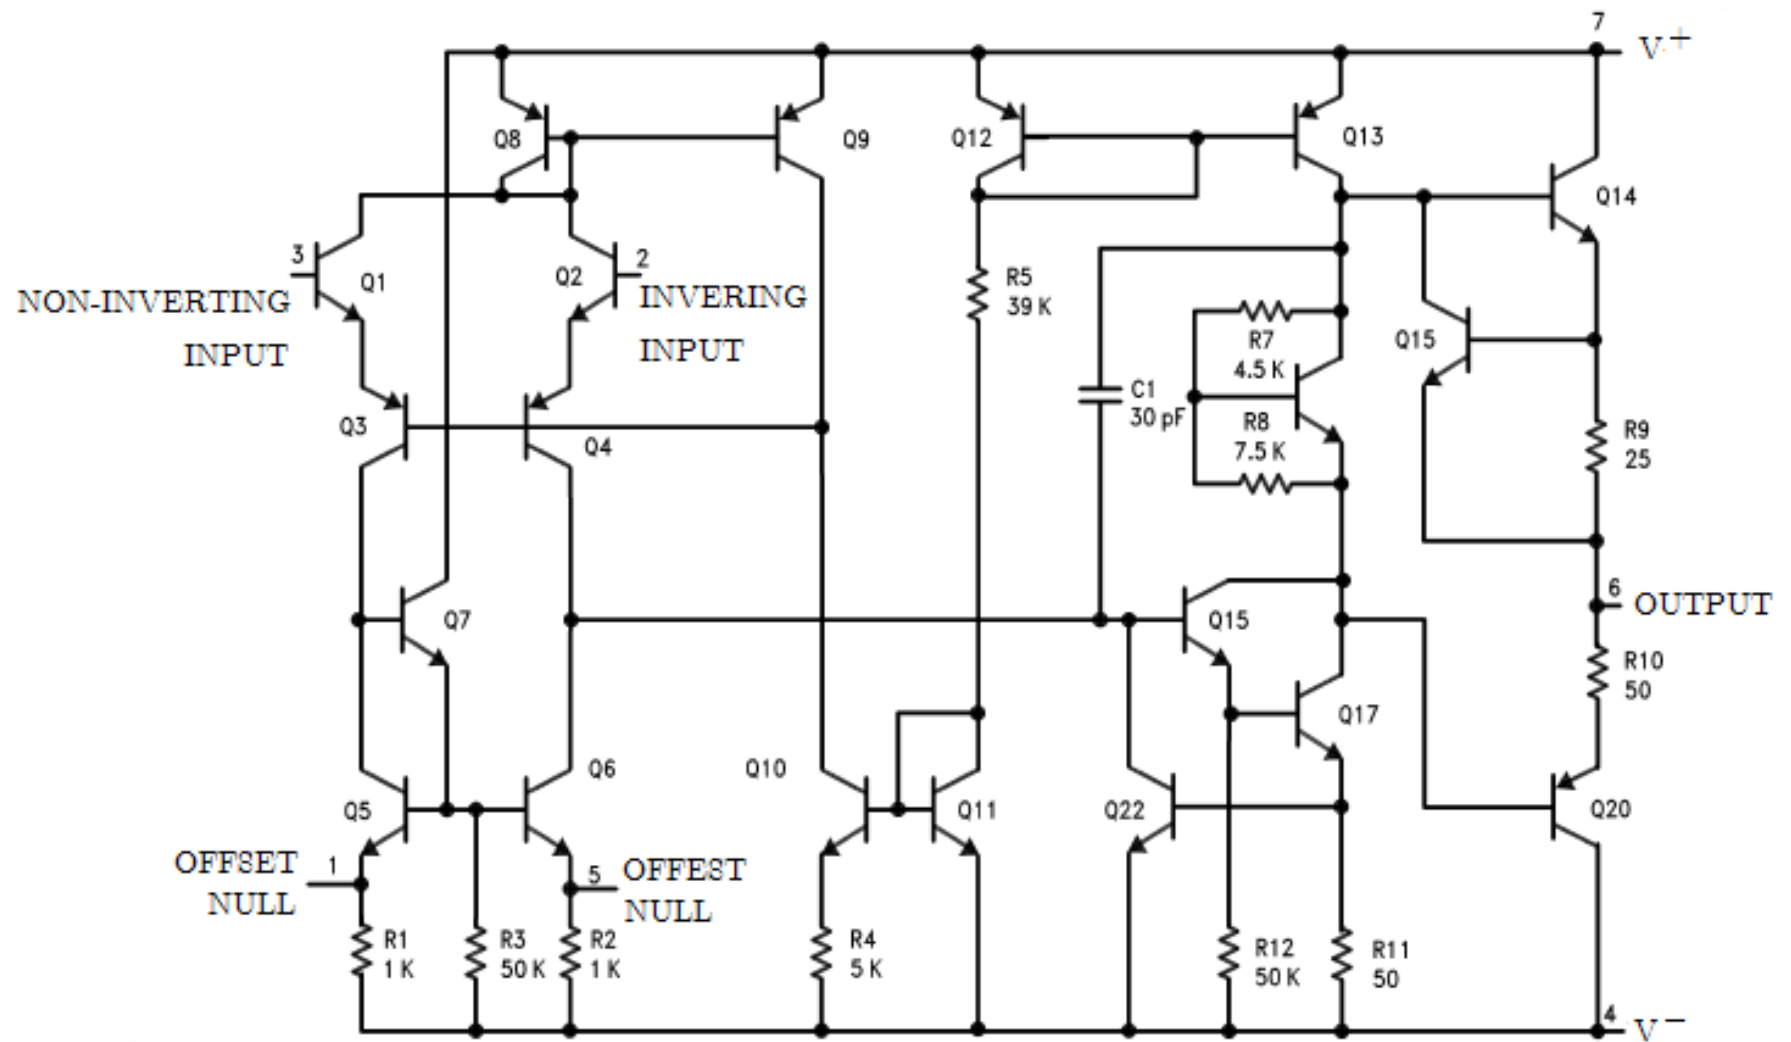 7
V+
Q8
Q9
Q12
Q13
Q14
3
Q1
Q2
2
NON-INVERTING
INPUT
INVERING
INPUT
R5
39 K
R7
4.5 K
Q15
C1
30 pF
R8
7.5 K
Q3
Q4
R9
25
Q7
Q15
6
OUTPUT
R10
50
Q17
Q5
Q6
Q10
Q11
Q22
Q20
OFFSET
NULL
1
5
OFFEST
NULL
R1
1 K
R3
50 K
R2
1 K
R4
5 K
R12
50 K
R11
50
4
V−